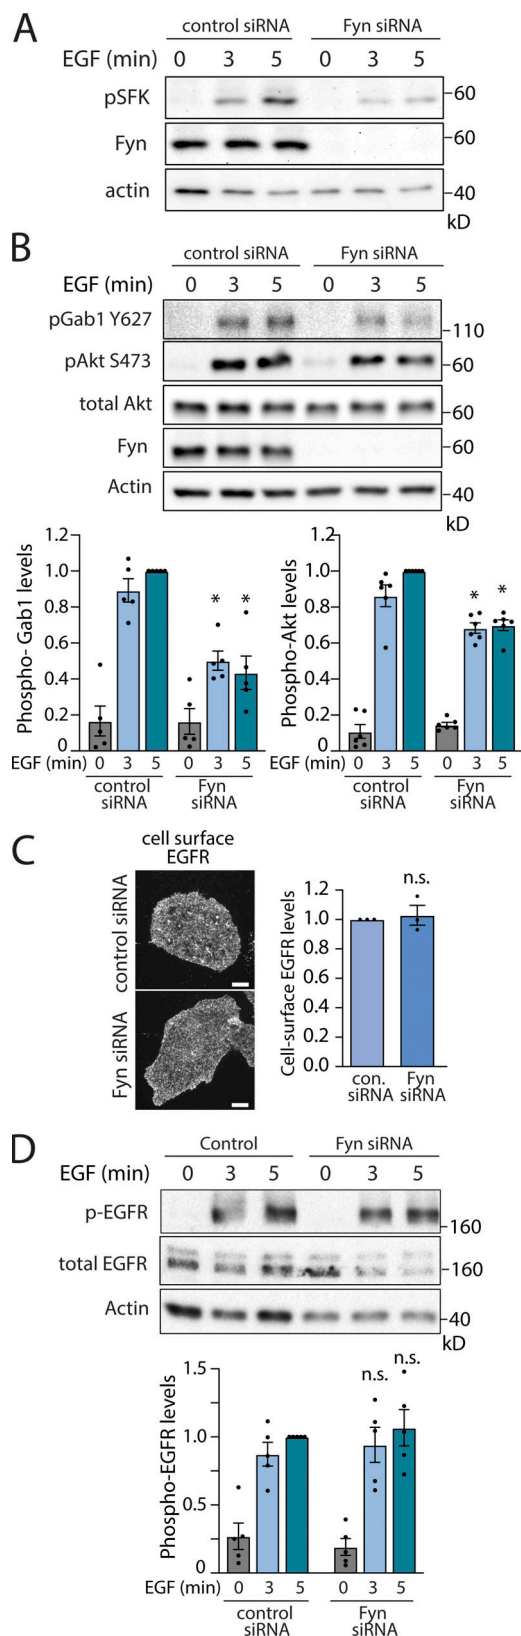 A
control siRNA Fyn siRNA
EGF (min) 0 3 5 0 3 5
pSFK 60
Fyn 60
actin 40
kD
B
control siRNA Fyn siRNA
EGF (min) 0 3 5 0 3 5
pGab1 Y627 110
pAkt S473 60
total Akt 60
Fyn 60
Actin 40
kD
Phospho- Gab1 levels
1.2
1.0
0.8
0.6
0.4
0.2
0
* *
EGF (min) 0 3 5 0 3 5
control siRNA
Fyn siRNA
Phospho-Akt levels
1.2
1.0
0.8
0.6
0.4
0.2
0
* *
EGF (min) 0 3 5 0 3 5
control siRNA
Fyn siRNA
C
cell surface
EGFR
control siRNA
Fyn siRNA
Cell-surface EGFR levels
1.2
1.0
0.8
0.6
0.4
0.2
0.0
n.s.
con. siRNA
Fyn siRNA
D
Control Fyn siRNA
EGF (min) 0 3 5 0 3 5
p-EGFR 160
total EGFR 160
Actin 40
kD
Phospho-EGFR levels
1.5
1.0
0.5
0
n.s. n.s.
EGF (min) 0 3 5 0 3 5
control siRNA
Fyn siRNA